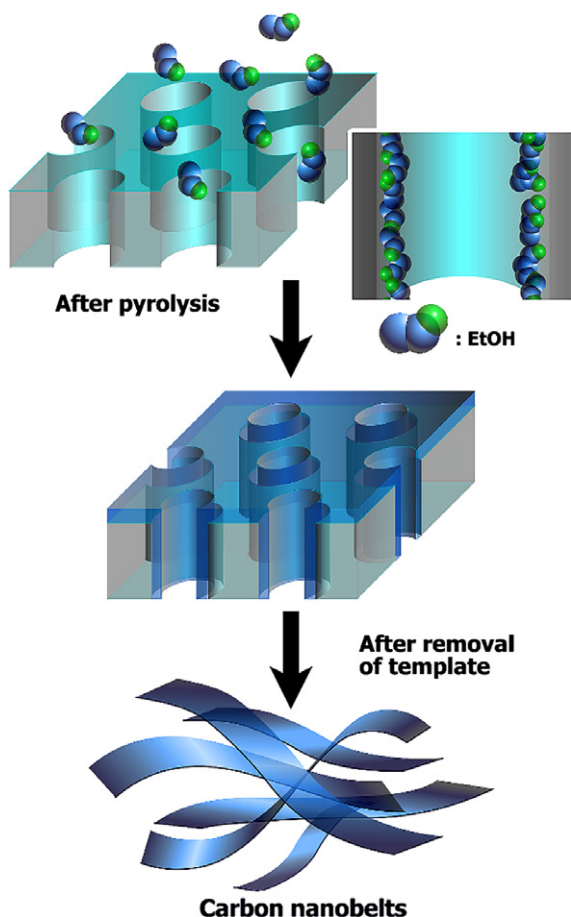 After pyrolysis
: EtOH
After removal
of template
Carbon nanobelts